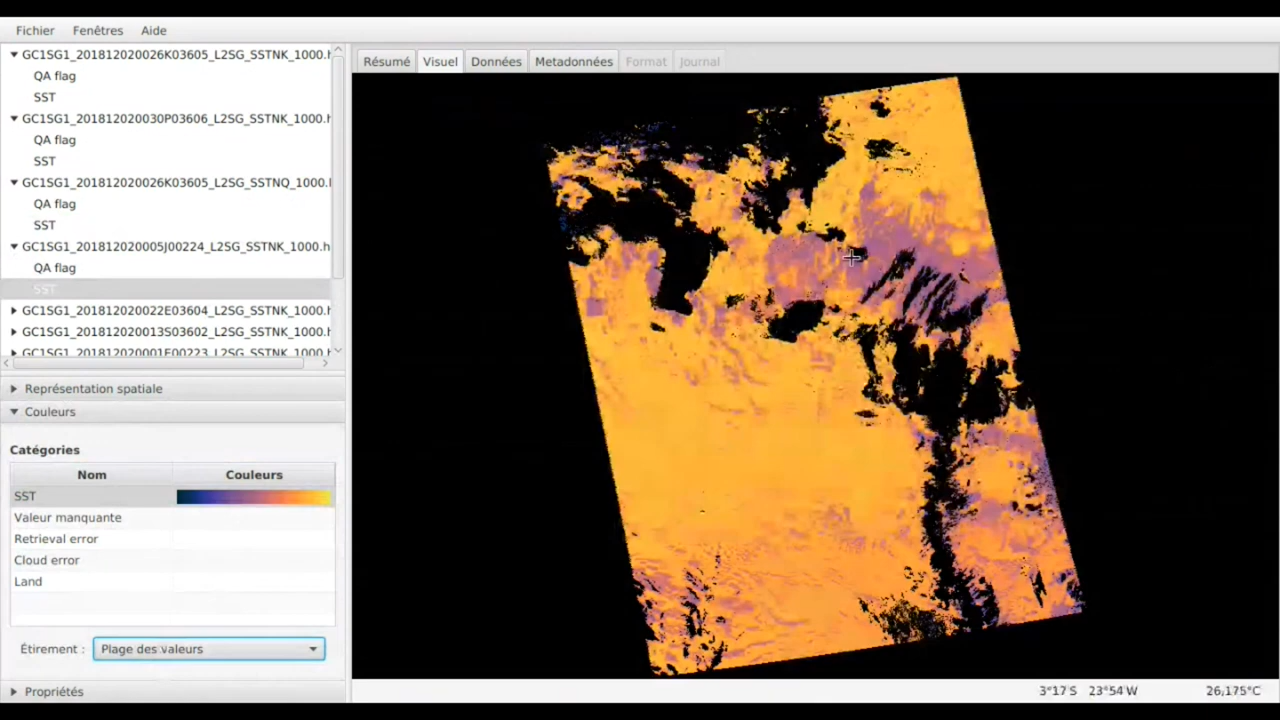 Fichier Fenêtres Aide
GC1SG1_201812020026K03605_L2SG_SSTNK_1000.h
QA flag
SST
GC1SG1_201812020030P03606_L2SG_SSTNK_1000.h
QA flag
SST
GC1SG1_201812020026K03605_L2SG_SSTNQ_1000.h
QA flag
SST
GC1SG1_201812020005J00224_L2SG_SSTNK_1000.h
QA flag
SST
GC1SG1_201812020022E03604_L2SG_SSTNK_1000.h
GC1SG1_201812020013S03602_L2SG_SSTNK_1000.h
GC1SG1_201812020001E00223_L2SG_SSTNK_1000.h
Représentation spatiale
Couleurs
Catégories
Nom Couleurs
SST
Valeur manquante
Retrieval error
Cloud error
Land
Étirement : Plage des valeurs
Propriétés
Résumé Visuel Données Metadonnées Format Journal
3°17'S 23°54'W 26,175°C